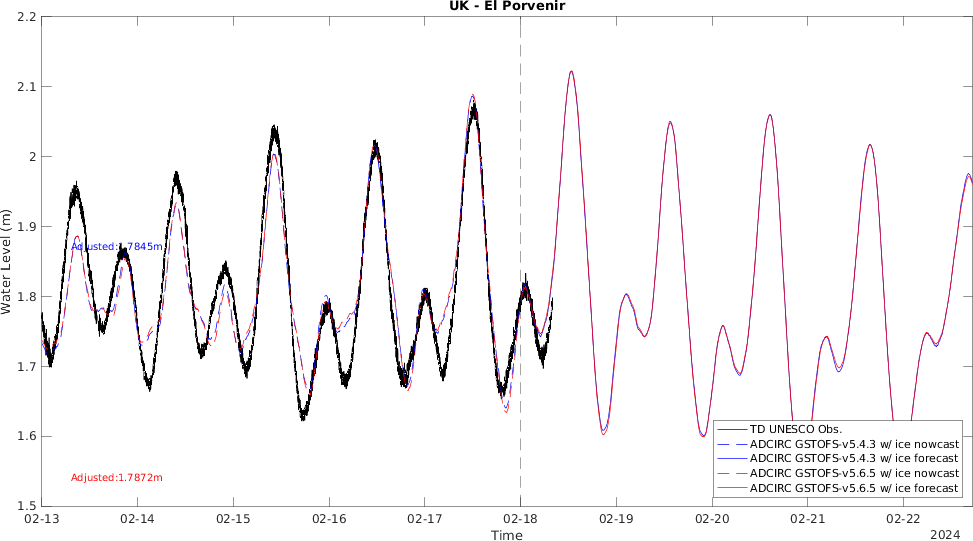 UK - El Porvenir
2.2
2.1
2
1.9
1.8
1.7
1.6
1.5
Water Level (m)
Adjusted:1.7845m
Adjusted:1.7872m
TD UNESCO Obs.
ADCIRC GSTOFS-v5.4.3 w/ ice nowcast
ADCIRC GSTOFS-v5.4.3 w/ ice forecast
ADCIRC GSTOFS-v5.6.5 w/ ice nowcast
ADCIRC GSTOFS-v5.6.5 w/ ice forecast
02-13 02-14 02-15 02-16 02-17 02-18 02-19 02-20 02-21 02-22
Time
2024